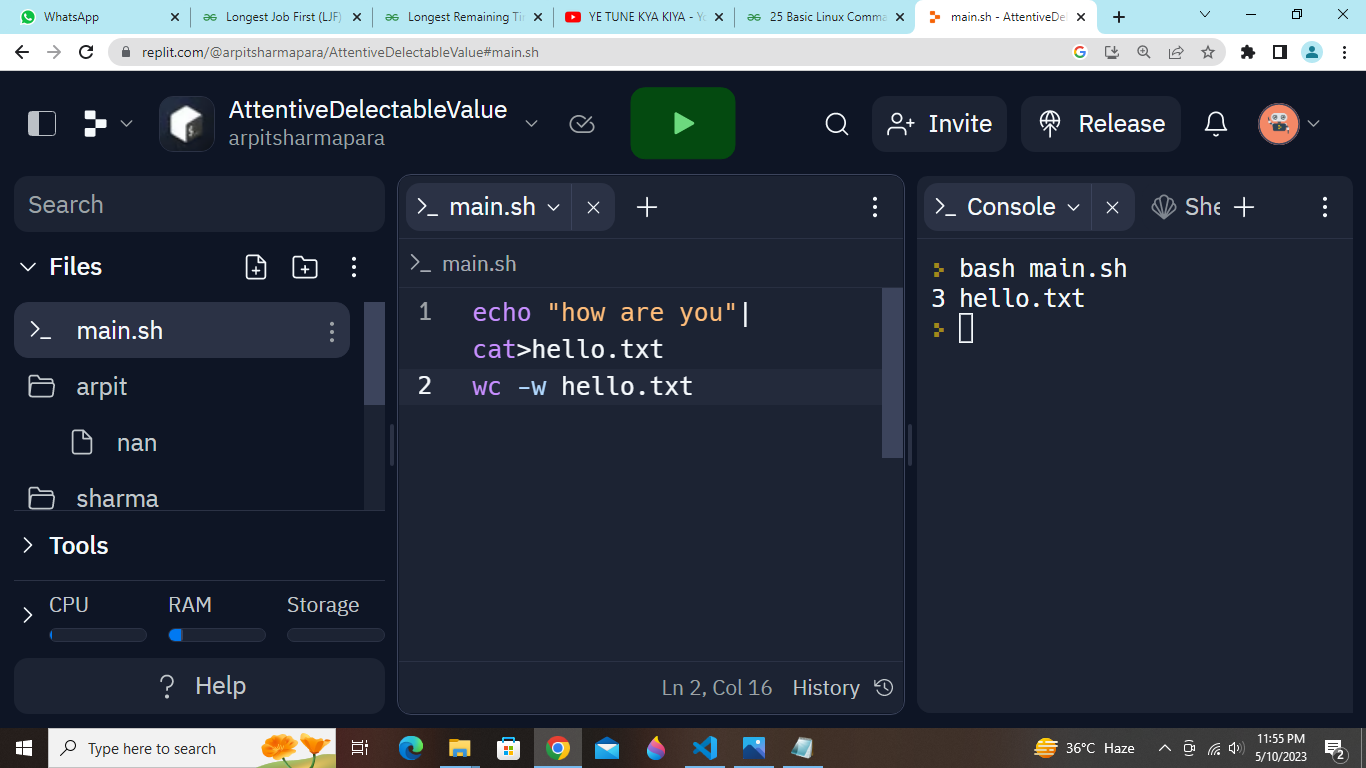 WhatsApp
Longest Job First (LJF)
Longest Remaining Ti
YE TUNE KYA KIYA - Yo
25 Basic Linux Comma
main.sh - AttentiveDe
replit.com/@arpitsharmapara/AttentiveDelectableValue#main.sh
AttentiveDelectableValue
arpitsharmapara
Invite
Release
Search
Files
main.sh
arpit
nan
sharma
Tools
CPU RAM Storage
? Help
main.sh
main.sh
1 echo "how are you"|
cat>hello.txt
2 wc -w hello.txt
Ln 2, Col 16 History
Console
She
bash main.sh
3 hello.txt
Type here to search
36°C Haze
11:55 PM
5/10/2023
2